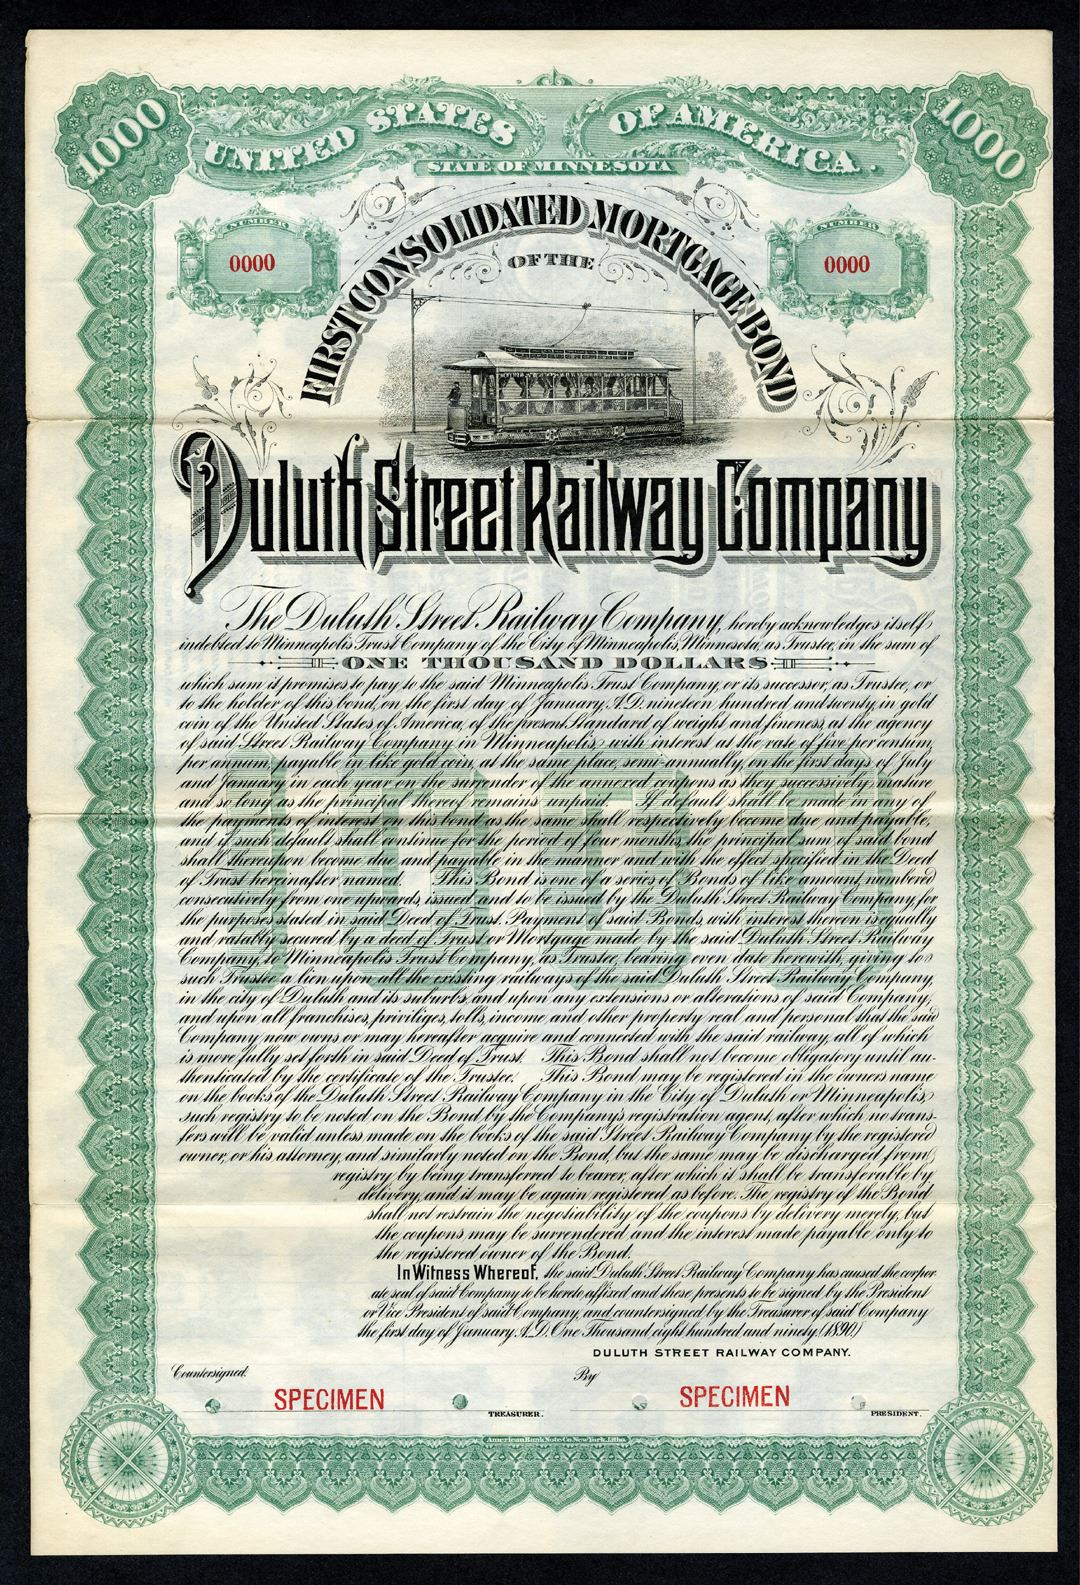 1000
1000
UNITED STATES OF AMERICA.
STATE OF MINNESOTA
NUMBER
0000
NUMBER
0000
FIRST CONSOLIDATED MORTGAGE BOND
OF THE
Duluth Street Railway Company
The Duluth Street Railway Company, hereby acknowledges itself
indebted to Minneapolis Trust Company of the City of Minneapolis, Minnesota, as Trustee, in the sum of
ONE THOUSAND DOLLARS
which sum it promises to pay to the said Minneapolis Trust Company, or its successor, as Trustee, or
to the holder of this bond, on the first day of January, A.D. nineteen hundred and twenty, in gold
coin of the United States of America, of the present Standard of weight and fineness, at the agency
of said Street Railway Company in Minneapolis, with interest at the rate of five per centum,
per annum, payable in like gold coin, at the same place, semi-annually, on the first days of July
and January in each year on the surrender of the annexed coupons as they successively mature
and so long as the principal thereof remains unpaid. If default shall be made in any of
the payments of interest on this bond as the same shall respectively become due and payable,
and if such default shall continue for the period of four months, the principal sum of said bond
shall thereupon become due and payable in the manner and with the effect specified in the Deed
of Trust hereinafter named. This Bond is one of a series of Bonds of like amount, numbered
consecutively from one upwards, issued and to be issued by the Duluth Street Railway Company, for
the purposes stated in said Deed of Trust. Payment of said Bonds, with interest thereon is equally
and ratably secured by a deed of Trust or Mortgage made by the said Duluth Street Railway
Company, to Minneapolis Trust Company, as Trustee, bearing even date herewith, giving to
such Trustee a lien upon all the existing railways of the said Duluth Street Railway Company,
in the city of Duluth and its suburbs, and upon any extensions or alterations of said Company,
and upon all franchises, priviliges, tolls, income and other property real and personal that the said
Company now owns or may hereafter acquire and connected with the said railway, all of which
is more fully set forth in said Deed of Trust. This Bond shall not become obligatory until au-
thenticated by the certificate of the Trustee. This Bond may be registered in the owners name
on the books of the Duluth Street Railway Company in the City of Duluth or Minneapolis,
such registry to be noted on the Bond by the Company's registration agent, after which no trans-
fers will be valid unless made on the books of the said Street Railway Company by the registered
owner, or his attorney, and similarly noted on the Bond, but the same may be discharged from
registry by being transferred to bearer, after which it shall be transferable by
delivery, and it may be again registered as before. The registry of the Bond
shall not restrain the negotiability of the coupons by delivery merely, but
the coupons may be surrendered and the interest made payable only to
the registered owner of the Bond.
In Witness Whereof, the said Duluth Street Railway Company has caused the corpor
ate seal of said Company to be hereto affixed and these presents to be signed by the President
or Vice President of said Company, and countersigned by the Treasurer of said Company
the first day of January, A.D. One Thousand eight hundred and ninety. (1890.)
DULUTH STREET RAILWAY COMPANY.
Countersigned.
By
SPECIMEN
SPECIMEN
TREASURER.
PRESIDENT.
American Bank Note Co. New York. Litho.